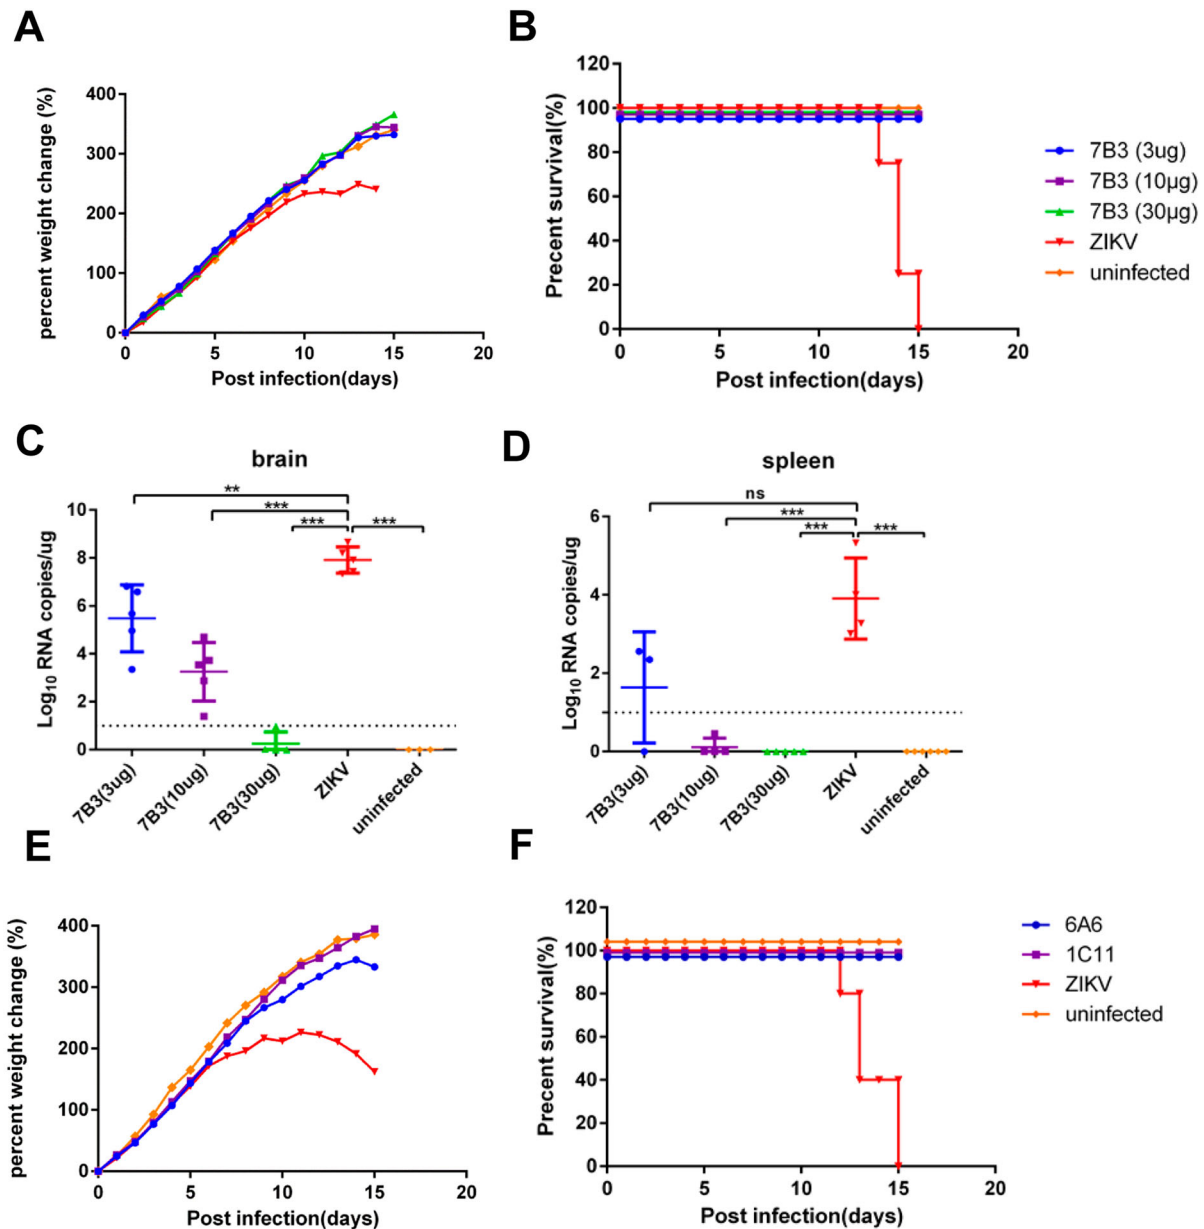 A
percent weight change (%)
400
300
200
100
0
0 5 10 15 20
Post infection(days)
B
Precent survival(%)
120
100
80
60
40
20
0
0 5 10 15 20
Post infection(days)
7B3 (3ug)
7B3 (10µg)
7B3 (30µg)
ZIKV
uninfected
C
brain
Log10 RNA copies/ug
10
8
6
4
2
0
**
***
*** ***
7B3(3ug) 7B3(10ug) 7B3(30ug) ZIKV uninfected
D
spleen
Log10 RNA copies/ug
6
4
2
0
ns
***
*** ***
7B3(3ug) 7B3(10ug) 7B3(30ug) ZIKV uninfected
E
percent weight change (%)
400
300
200
100
0
0 5 10 15 20
Post infection(days)
F
Precent survival(%)
120
100
80
60
40
20
0
0 5 10 15 20
Post infection(days)
6A6
1C11
ZIKV
uninfected